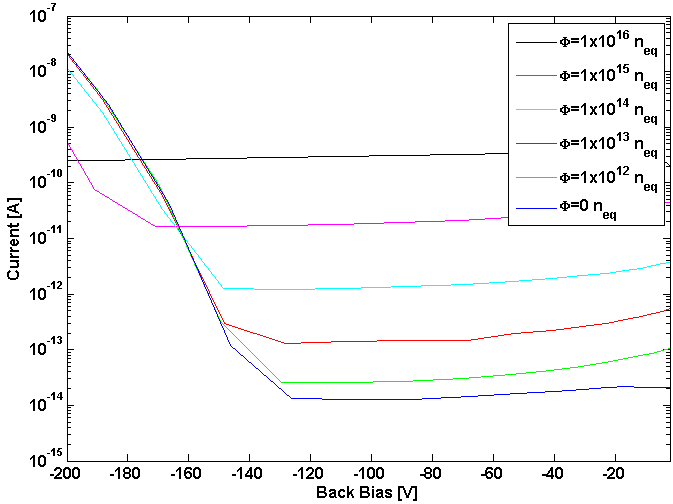 10^-7
10^-8
10^-9
10^-10
10^-11
10^-12
10^-13
10^-14
10^-15
Current [A]
Φ=1x10^16 n_eq
Φ=1x10^15 n_eq
Φ=1x10^14 n_eq
Φ=1x10^13 n_eq
Φ=1x10^12 n_eq
Φ=0 n_eq
-200 -180 -160 -140 -120 -100 -80 -60 -40 -20
Back Bias [V]